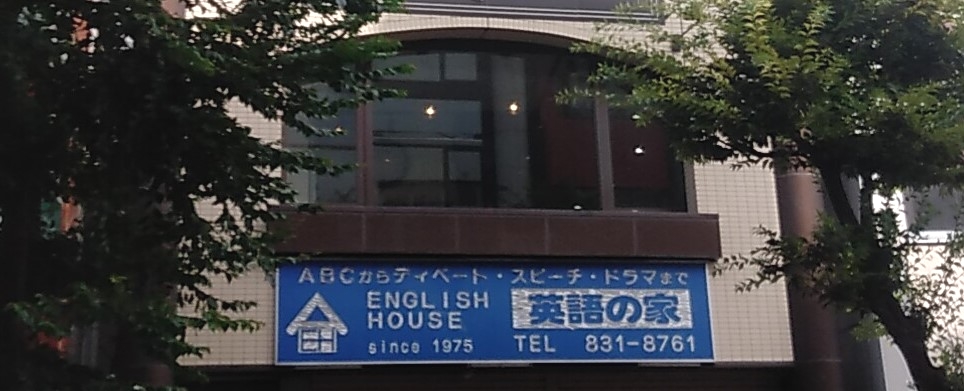 ABCからディベート・スピーチ・ドラマまで
ENGLISH
HOUSE
英語の家
since 1975
TEL 831-8761